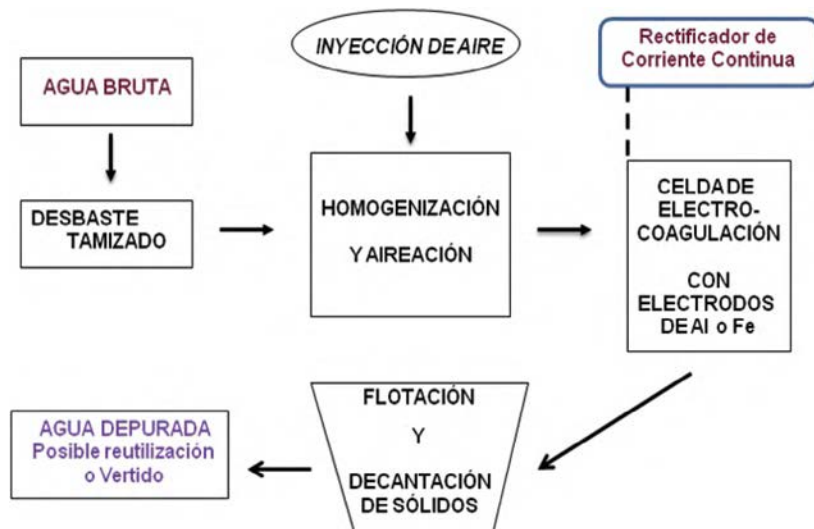 AGUA BRUTA
INYECCIÓN DE AIRE
Rectificador de
Corriente Continua
DESBASTE
TAMIZADO
HOMOGENIZACIÓN
Y AIREACIÓN
CELDA DE
ELECTRO-
COAGULACIÓN
CON
ELECTRODOS
DE Al o Fe
FLOTACIÓN
Y
DECANTACIÓN
DE SÓLIDOS
AGUA DEPURADA
Posible reutilización
o Vertido